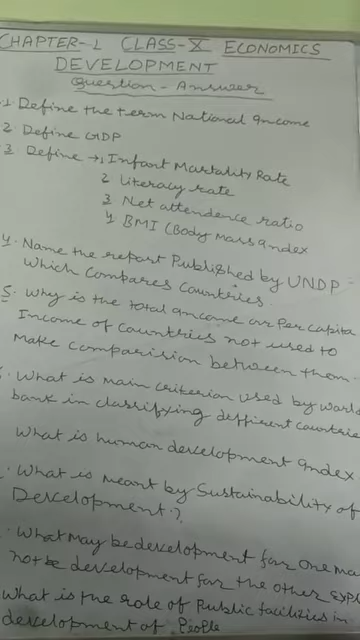 CHAPTER-1 CLASS-X ECONOMICS
DEVELOPMENT
Question-Answer
.1 Define the term National Income
2 Define GDP
3 Define → 1 Infant Mortality Rate
2 Literacy rate
3 Net attendence ratio
4 BMI (Body Mass Index
4. Name the report Published by UNDP
which compares Countries.
5. Why is the total Income or Per Capita
Income of Countries not used to
make comparision between them
What is main criterion used by world
bank in classifying different countries
What is human development Index
What is meant by Sustainability of
Development?
What May be development for one ma
not be development for the other expl
What is the role of Public facilities in
development of People